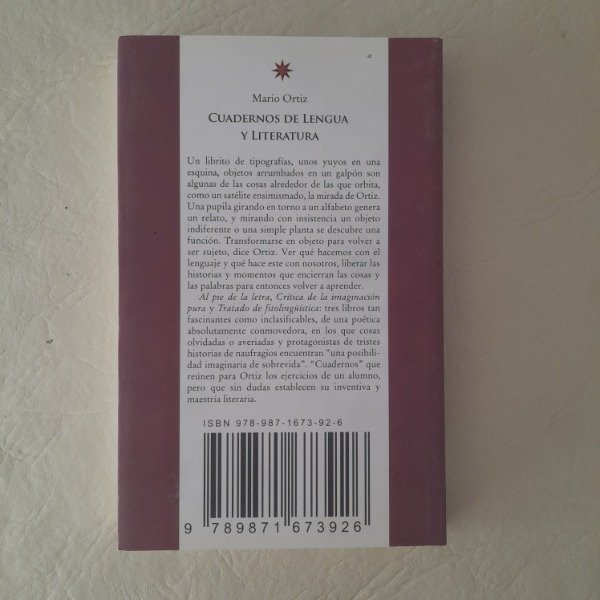 Mario Ortiz
CUADERNOS DE LENGUA
Y LITERATURA
Un librito de tipografías, unos yuyos en una
esquina, objetos arrumbados en un galpón son
algunas de las cosas alrededor de las que orbita,
como un satélite ensimismado, la mirada de Ortiz.
Una pupila girando en torno a un alfabeto genera
un relato, y mirando con insistencia un objeto
indiferente o una simple planta se descubre una
función. Transformarse en objeto para volver a
ser sujeto, dice Ortiz. Ver qué hacemos con el
lenguaje y qué hace este con nosotros, liberar las
historias y momentos que encierran las cosas y
las palabras para entonces volver a aprender.
Al pie de la letra, Crítica de la imaginación
pura y Tratado de fitolingüística: tres libros tan
fascinantes como inclasificables, de una poética
absolutamente conmovedora, en los que cosas
olvidadas o averiadas y protagonistas de tristes
historias de naufragios encuentran “una posibili-
dad imaginaria de sobrevida”. “Cuadernos” que
reúnen para Ortiz los ejercicios de un alumno,
pero que sin dudas establecen su inventiva y
maestría literaria.
ISBN 978-987-1673-92-6
9 789871 673926